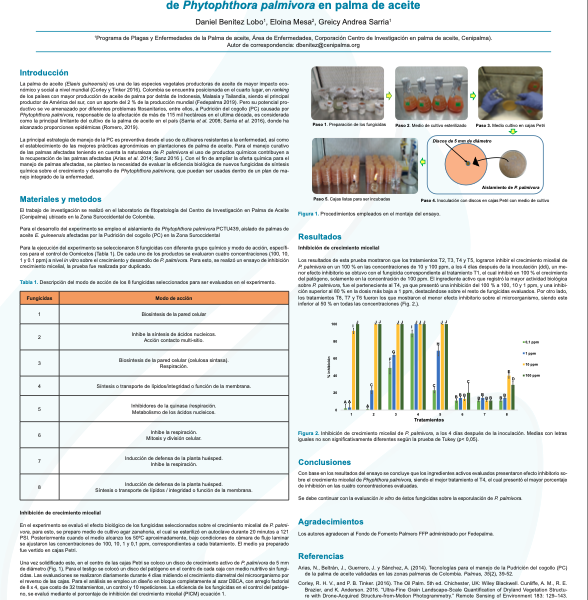 de Phytophthora palmivora en palma de aceite
Daniel Benitez Lobo¹, Eloina Mesa², Greicy Andrea Sarria¹
¹Programa de Plagas y Enfermedades de la Palma de aceite, Área de Enfermedades, Corporación Centro de Investigación en palma de aceite, Cenipalma).
Autor de correspondencia: dbenitez@cenipalma.org
Introducción
La palma de aceite (Elaeis guineensis) es una de las especies vegetales productoras de aceite de mayor impacto eco-
nómico y social a nivel mundial (Corley y Tinker 2016). Colombia se encuentra posicionada en el cuarto lugar, en ranking
de los países con mayor producción de aceite de palma por detrás de Indonesia, Malasia y Tailandia, siendo el principal
productor de América del sur, con un aporte del 2 % de la producción mundial (Fedepalma 2019). Pero su potencial pro-
ductivo se ve amenazado por diferentes problemas fitosanitarios, entre ellos, a Pudrición del cogollo (PC) causada por
Phytophthora palmivora, responsable de la afectación de más de 115 mil hectáreas en el última década, es considerada
como la principal limitante del cultivo de la palma de aceite en el país (Sarria et al. 2008; Sarria et al. 2016), donde ha
alcanzado proporciones epidémicas (Romero, 2019).
La principal estrategia de manejo de la PC es preventiva desde el uso de cultivares resistentes a la enfermedad, así como
el establecimiento de las mejores prácticas agronómicas en plantaciones de palma de aceite. Para el manejo curativo
de las palmas afectadas teniendo en cuenta la naturaleza de P. palmivora el uso de productos químicos contribuyen a
la recuperación de las palmas afectadas (Arias et al. 2014; Sanz 2016 ). Con el fin de ampliar la oferta química para el
manejo de palmas afectadas, se planteo la necesidad de evaluar la eficiencia biológica de nuevos fungicidas de síntesis
química sobre el crecimiento y desarrollo de Phytophthora palmivora, que puedan ser usadas dentro de un plan de ma-
nejo integrado de la enfermedad.
Materiales y metodos
El trabajo de investigación se realizó en el laboratorio de fitopatología del Centro de Investigación en Palma de Aceite
(Cenipalma) ubicado en la Zona Suroccidental de Colombia.
Para el desarrollo del experimento se empleo el aislamiento de Phytophthora palmivora PCTU439, aislado de palmas de
aceite E. guineensis afectada por la Pudrición del cogollo (PC) en la Zona Suroccidental
Para la ejecución del experimento se seleccionaron 8 fungicidas con diferente grupo químico y modo de acción, específi-
cos para el control de Oomicetos (Tabla 1). De cada uno de los productos se evaluaron cuatro concentraciones (100, 10,
1 y 0.1 ppm) a nivel in vitro sobre el crecimiento y desarrollo de P. palmivora. Para esto, se realizó un ensayo de inhibición
crecimiento micelial, la prueba fue realizada por duplicado.
Table 1. Descripción del modo de acción de los 8 fungicidas seleccionados para ser evaluados en el experimento.
Fungicidas Modo de acción
1 Biosíntesis de la pared celular
2 Inhibe la síntesis de ácidos nucleicos.
Acción contacto multi-sitio.
3 Biosíntesis de la pared celular (celulosa sintasa).
Respiración.
4 Síntesis o transporte de lípidos/integridad o función de la membrana.
5 Inhibidores de la quinasa /respiración.
Metabolismo de los ácidos nucleicos.
6 Inhibe la respiración.
Mitosis y división celular.
7 Inducción de defensa de la planta huésped.
Inhibe la respiración.
8 Inducción de defensa de la planta huésped.
Síntesis o transporte de lípidos / integridad o función de la membrana.
Inhibición de crecimiento micelial
En el experimento se evaluó el efecto biológico de los fungicidas seleccionados sobre el crecimiento micelial de P. palmi-
vora, para esto, se preparo medio de cultivo agar zanahoria, el cual se esterilizó en autoclave durante 20 minutos a 121
PSI. Posteriormente cuando el medio alcanza los 50ºC aproximadamente, bajo condiciones de cámara de flujo laminar
se ajustaron las concentraciones de 100, 10, 1 y 0,1 ppm, correspondientes a cada tratamiento. El medio ya preparado
fue vertido en cajas Petri.
Una vez solidificado este, en el centro de las cajas Petri se coloco un disco de crecimiento activo de P. palmivora de 5 mm
de diámetro (Fig. 1). Para el testigo se coloco un disco del patógeno en el centro de cada caja con medio nutritivo sin fungi-
cidas. Las evaluaciones se realizaron diariamente durante 4 días midiendo el crecimiento diametral del microorganismo por
el reverso de las cajas. Para el análisis se empleo un diseño en bloques completamente al azar DBCA, con arreglo factorial
de 8 x 4, que costo de 32 tratamientos, un control y 10 repeticiones. La eficiencia de los fungicidas en el control del patóge-
no, se evaluó mediante el porcentaje de inhibición del crecimiento micelial (PICM) ecuación 1.
Paso 1. Preparación de los fungicidas
Paso 2. Medio de cultivo esterilizado
Paso 3. Medio cultivo en cajas Petri
Discos de 5 mm de diámetro
Aislamiento de P. palmivora
Paso 5. Cajas listas para ser incubadas
Paso 4. Inoculación con discos en cajas Petri con medio de cultivo
Figura 1. Procedimientos empleados en el montaje del ensayo.
Resultados
Inhibición de crecimiento micelial
Los resultados de esta prueba mostraron que los tratamientos T2, T3, T4 y T5, lograron inhibir el crecimiento micelial de
P. palmivora en un 100 % en las concentraciones de 10 y 100 ppm, a los 4 días después de la inoculación (ddi), un me-
nor efecto inhibitorio se obtuvo con el fungicida correspondiente al tratamiento T1, el cual inhibió en 100 % el crecimiento
del patógeno, solamente en la concentración de 100 ppm. El ingrediente activo que registró la mayor actividad biológica
sobre P. palmivora, fue el perteneciente al T4, ya que presentó una inhibición del 100 % a 100, 10 y 1 ppm, y una inhibi-
ción superior al 80 % en la dosis más baja a 1 ppm, destacándose sobre el resto de fungicidas evaluados. Por otro lado,
los tratamientos T6, T7 y T8 fueron los que mostraron el menor efecto inhibitorio sobre el microorganismo, siendo este
inferior al 50 % en todas las concentraciones (Fig. 2.).
% inhibición
100
80
60
40
20
0
1 2 3 4 5 6 7 8
Tratamientos
0,1 ppm
1 ppm
10 ppm
100 ppm
Figura 2. Inhibición de crecimiento micelial de P. palmivora, a los 4 días después de la inoculación. Medias con letras
iguales no son significativamente diferentes según la prueba de Tukey (p< 0,05).
Conclusiones
Con base en los resultados del ensayo se concluye que los ingredientes activos evaluados presentaron efecto inhibitorio so-
bre el crecimiento micelial de Phytophthora palmivora, siendo el mejor tratamiento el T4, el cual presentó el mayor porcentaje
de inhibición en las cuatro concentraciones evaluadas.
Se debe continuar con la evaluación in vitro de éstos fungicidas sobre la esporulación de P. palmivora.
Agradecimientos
Los autores agradecen al Fondo de Fomento Palmero FFP administrado por Fedepalma.
Referencias
Arias, N., Beltrán, J., Guerrero, J. y Sánchez, A. (2014). Tecnologías para el manejo de la Pudrición del cogollo (PC)
de la palma de aceite validadas en las zonas palmeras de Colombia. Palmas, 35(2), 39-52.
Corley, R. H. V., and P. B. Tinker. (2016). The Oil Palm. 5th ed. Chichester, UK: Wiley Blackwell. Cunliffe, A. M., R. E.
Brazier, and K. Anderson. 2016. "Ultra-Fine Grain Landscape-Scale Quantification of Dryland Vegetation Structu-
re with Drone-Acquired Structure-from-Motion Photogrammetry." Remote Sensing of Environment 183: 129–143.